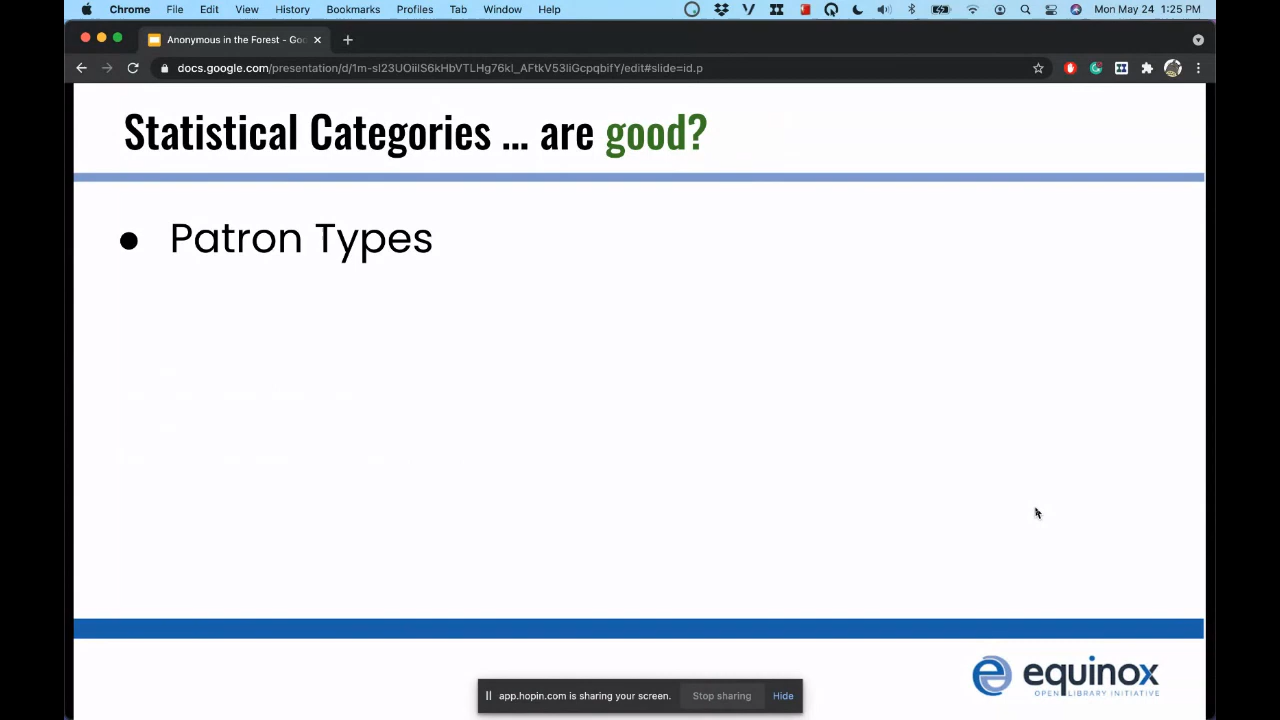 Chrome File Edit View History Bookmarks Profiles Tab Window Help Mon May 24 1:25 PM
Anonymous in the Forest - Goo
docs.google.com/presentation/d/1m-sI23UOiiIS6kHbVTLHg76kI_AFtkV53IiGcpqbifY/edit#slide=id.p
Statistical Categories ... are good?
● Patron Types
equinox
OPEN LIBRARY INITIATIVE
app.hopin.com is sharing your screen. Stop sharing Hide